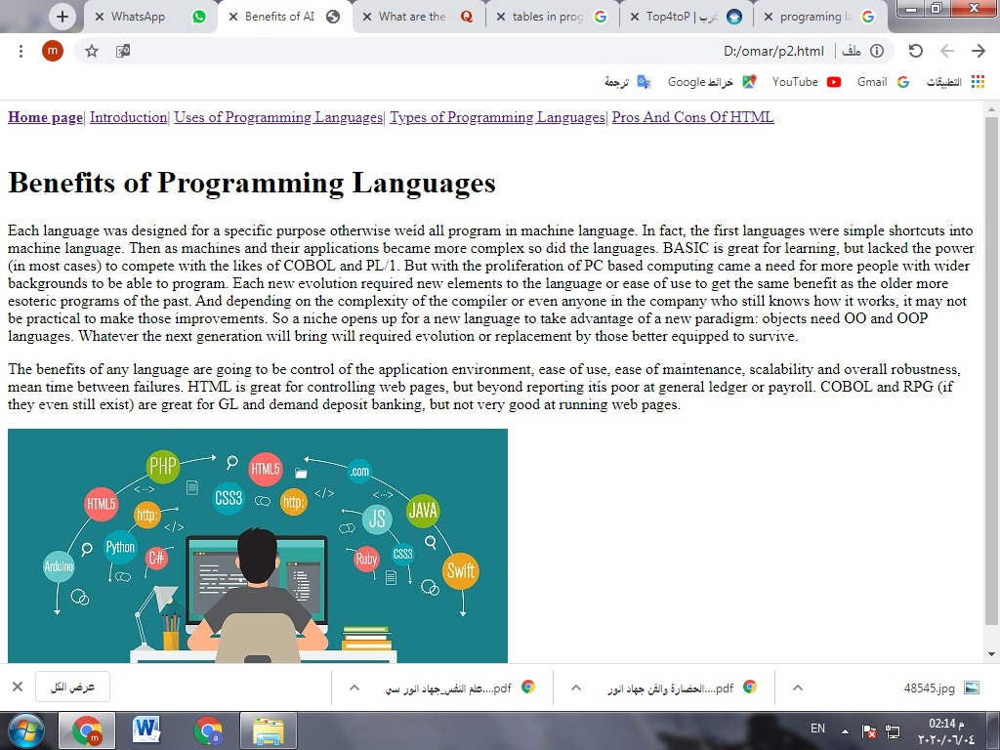 WhatsApp
Benefits of AI
What are the
tables in prog
Top4toP | عرب
programing la
m
D:/omar/p2.html | ملف
ترجمة
خرائط Google
YouTube
Gmail
التطبيقات
Home page| Introduction| Uses of Programming Languages| Types of Programming Languages| Pros And Cons Of HTML
Benefits of Programming Languages
Each language was designed for a specific purpose otherwise weíd all program in machine language. In fact, the first languages were simple shortcuts into
machine language. Then as machines and their applications became more complex so did the languages. BASIC is great for learning, but lacked the power
(in most cases) to compete with the likes of COBOL and PL/1. But with the proliferation of PC based computing came a need for more people with wider
backgrounds to be able to program. Each new evolution required new elements to the language or ease of use to get the same benefit as the older more
esoteric programs of the past. And depending on the complexity of the compiler or even anyone in the company who still knows how it works, it may not
be practical to make those improvements. So a niche opens up for a new language to take advantage of a new paradigm: objects need OO and OOP
languages. Whatever the next generation will bring will required evolution or replacement by those better equipped to survive.
The benefits of any language are going to be control of the application environment, ease of use, ease of maintenance, scalability and overall robustness,
mean time between failures. HTML is great for controlling web pages, but beyond reporting itís poor at general ledger or payroll. COBOL and RPG (if
they even still exist) are great for GL and demand deposit banking, but not very good at running web pages.
PHP
HTML5
.com
HTML5
CSS3
http:
http:
JS
JAVA
Python
C#
Ruby
CSS3
Arduino
Swift
عرض الكل
علم النفس_جهاد انور سي....pdf
الحضارة والفن جهاد انور....pdf
48545.jpg
EN
02:14 م
٢٠٢٠/٠٦/٠٤